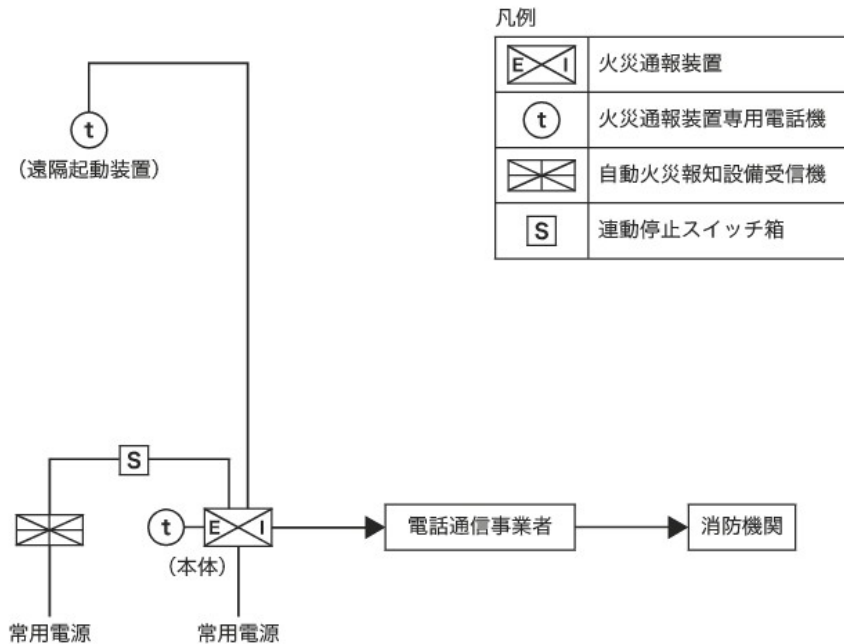 凡例
E I 火災通報装置
t 火災通報装置専用電話機
自動火災報知設備受信機
S 連動停止スイッチ箱
t
（遠隔起動装置）
S
t E I 電話通信事業者 消防機関
（本体）
常用電源 常用電源